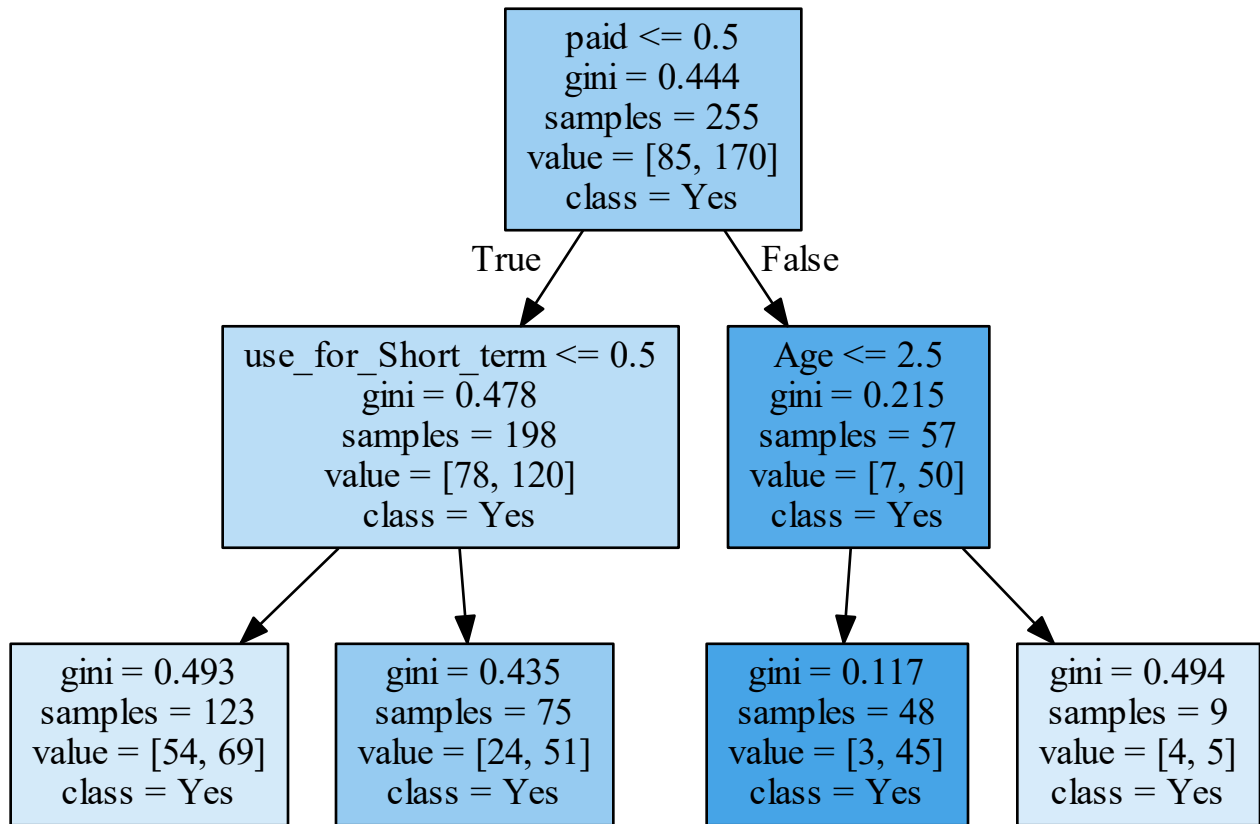 paid <= 0.5
gini = 0.444
samples = 255
value = [85, 170]
class = Yes
True
False
use_for_Short_term <= 0.5
gini = 0.478
samples = 198
value = [78, 120]
class = Yes
Age <= 2.5
gini = 0.215
samples = 57
value = [7, 50]
class = Yes
gini = 0.493
samples = 123
value = [54, 69]
class = Yes
gini = 0.435
samples = 75
value = [24, 51]
class = Yes
gini = 0.117
samples = 48
value = [3, 45]
class = Yes
gini = 0.494
samples = 9
value = [4, 5]
class = Yes